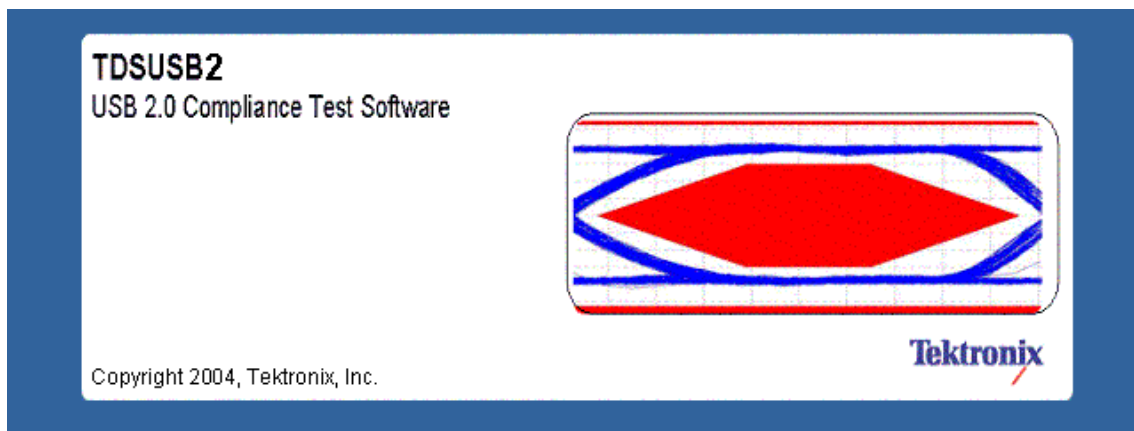 TDSUSB2
USB 2.0 Compliance Test Software
Tektronix
Copyright 2004, Tektronix, Inc.